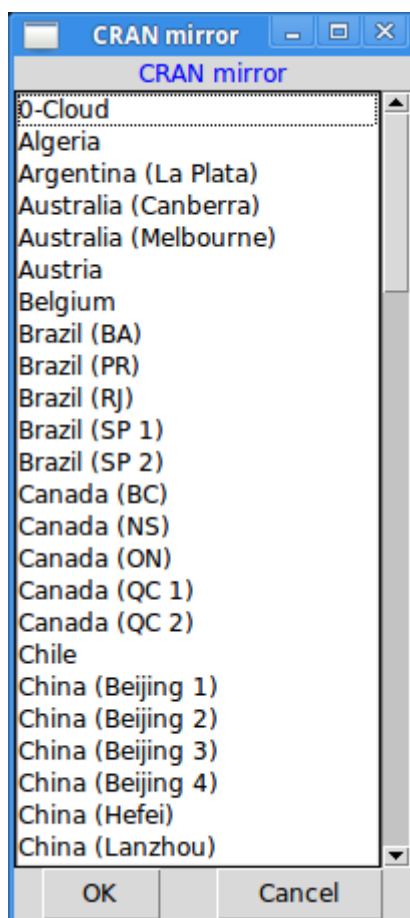 CRAN mirror
CRAN mirror
0-Cloud
Algeria
Argentina (La Plata)
Australia (Canberra)
Australia (Melbourne)
Austria
Belgium
Brazil (BA)
Brazil (PR)
Brazil (RJ)
Brazil (SP 1)
Brazil (SP 2)
Canada (BC)
Canada (NS)
Canada (ON)
Canada (QC 1)
Canada (QC 2)
Chile
China (Beijing 1)
China (Beijing 2)
China (Beijing 3)
China (Beijing 4)
China (Hefei)
China (Lanzhou)
OK Cancel